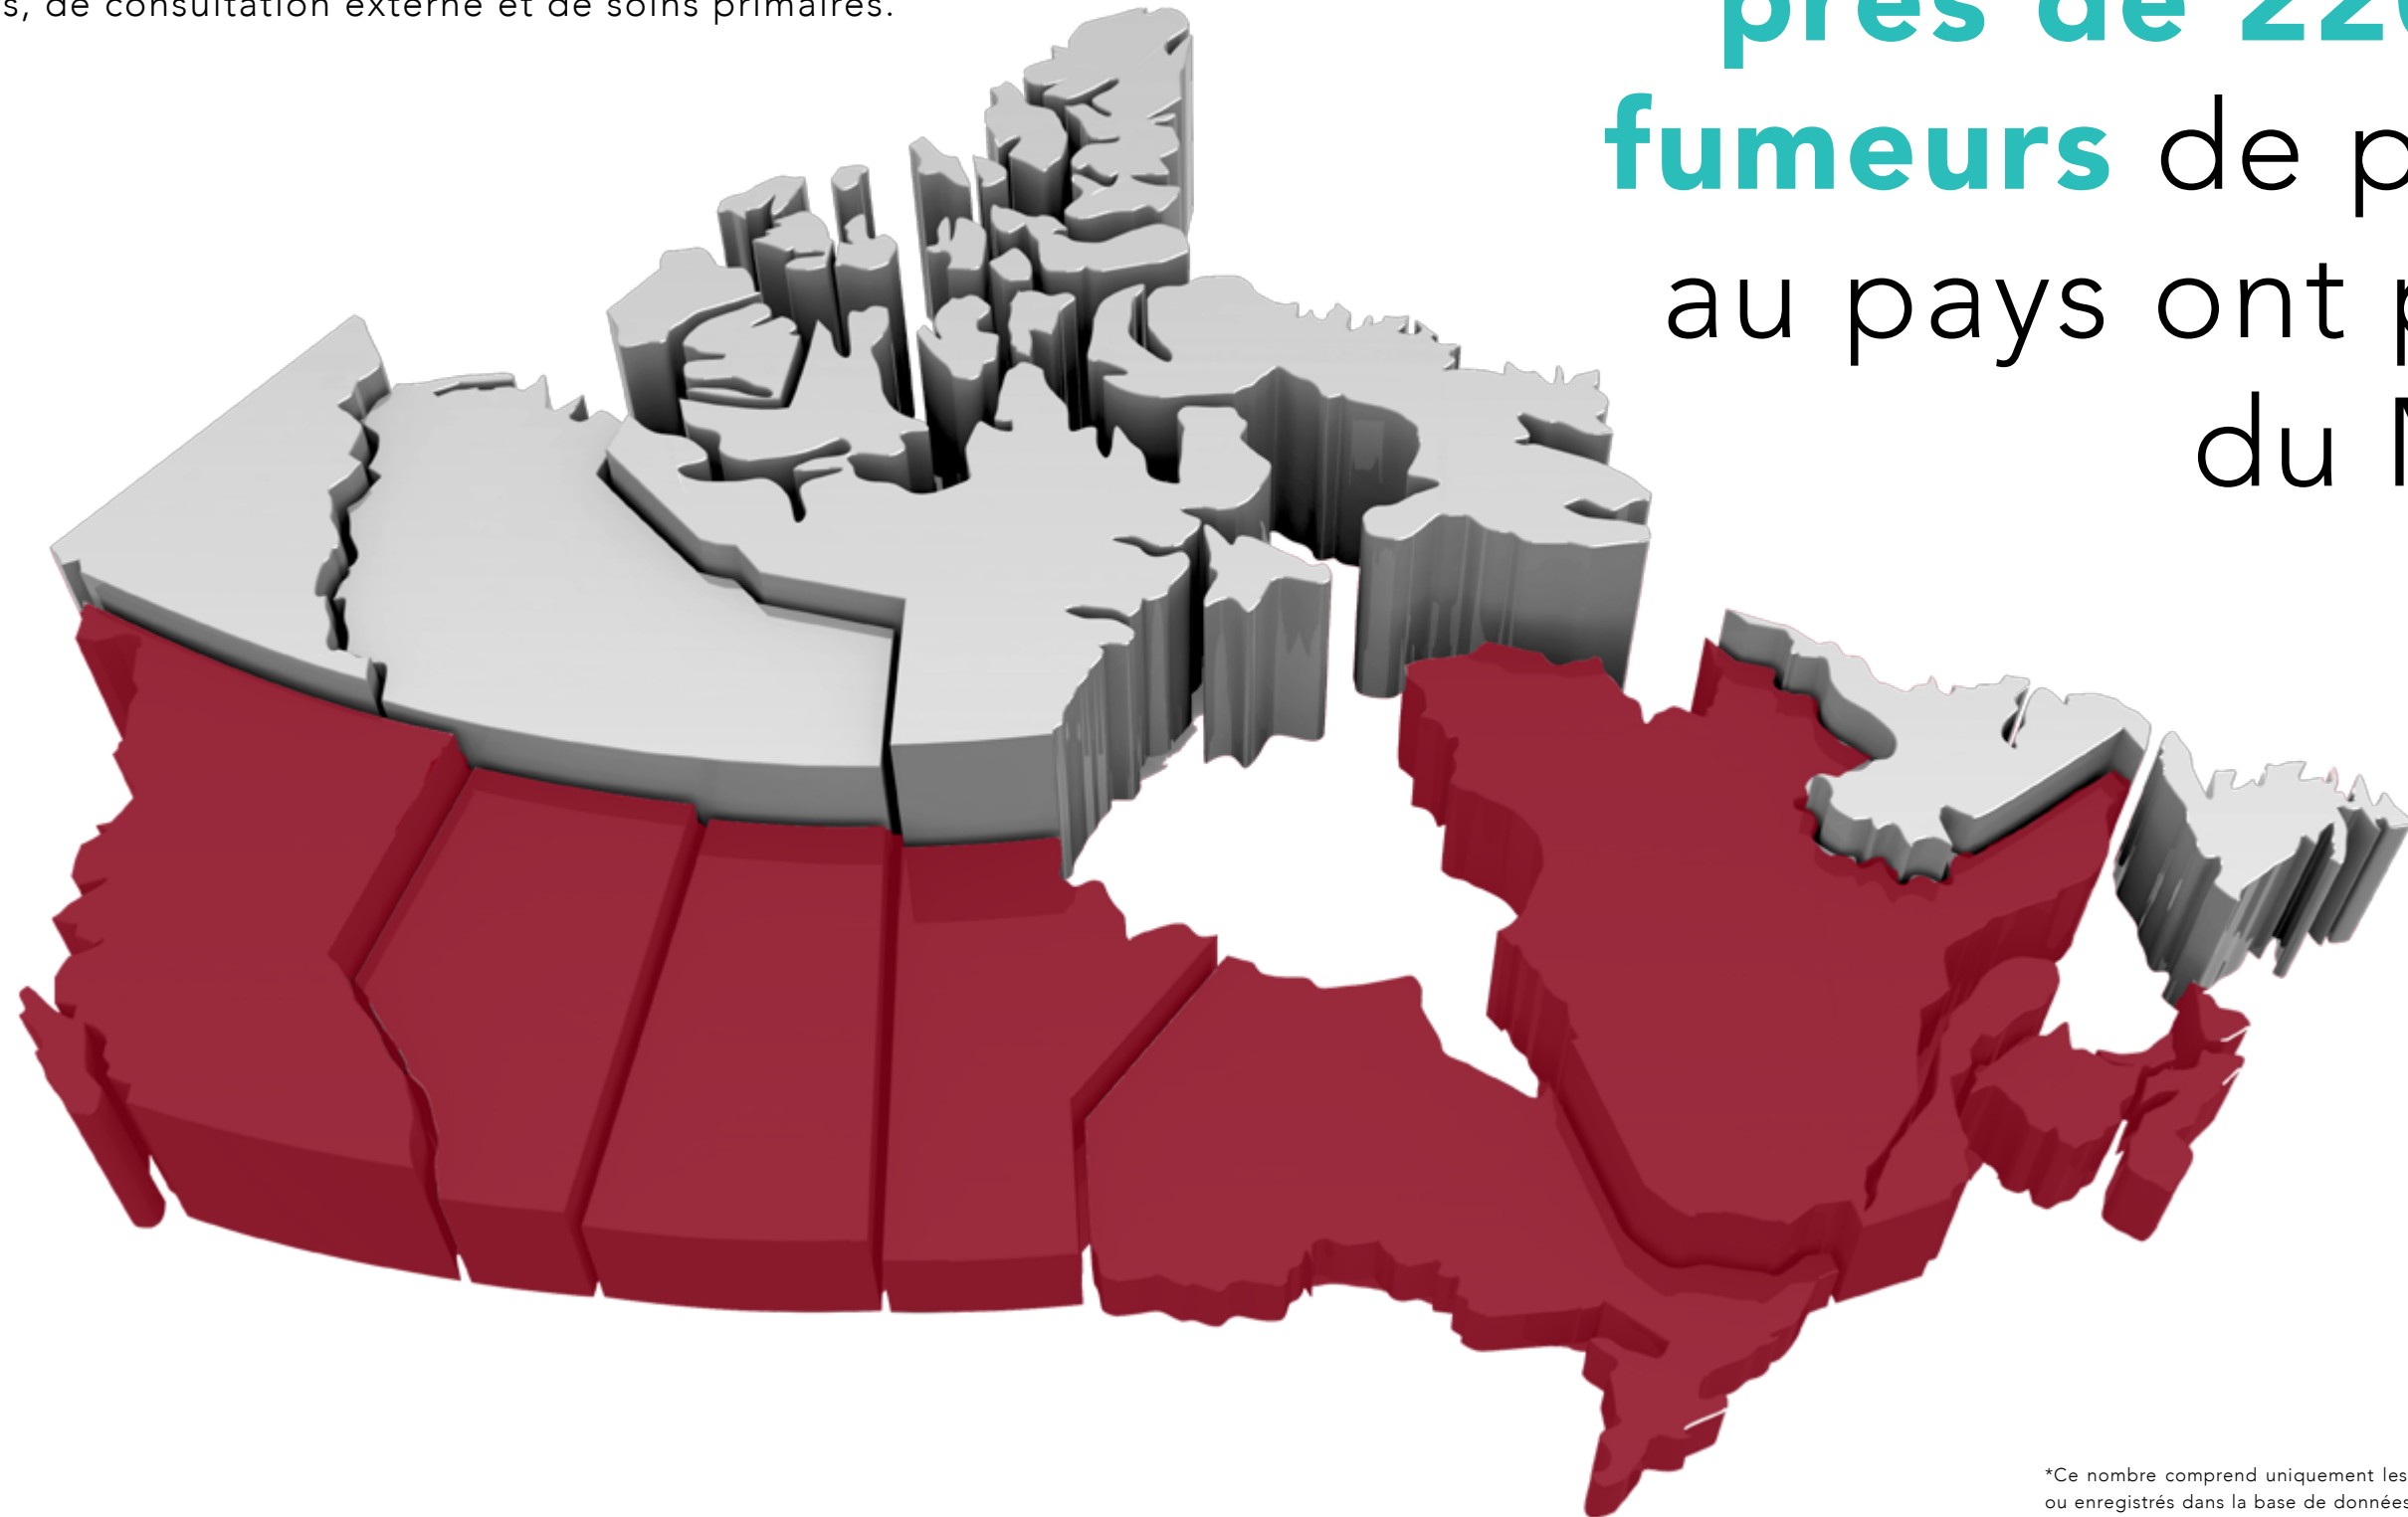 s, de consultation externe et de soins primaires.
près de 220
fumeurs de p
au pays ont p
du
*Ce nombre comprend uniquement les
ou enregistrés dans la base de données